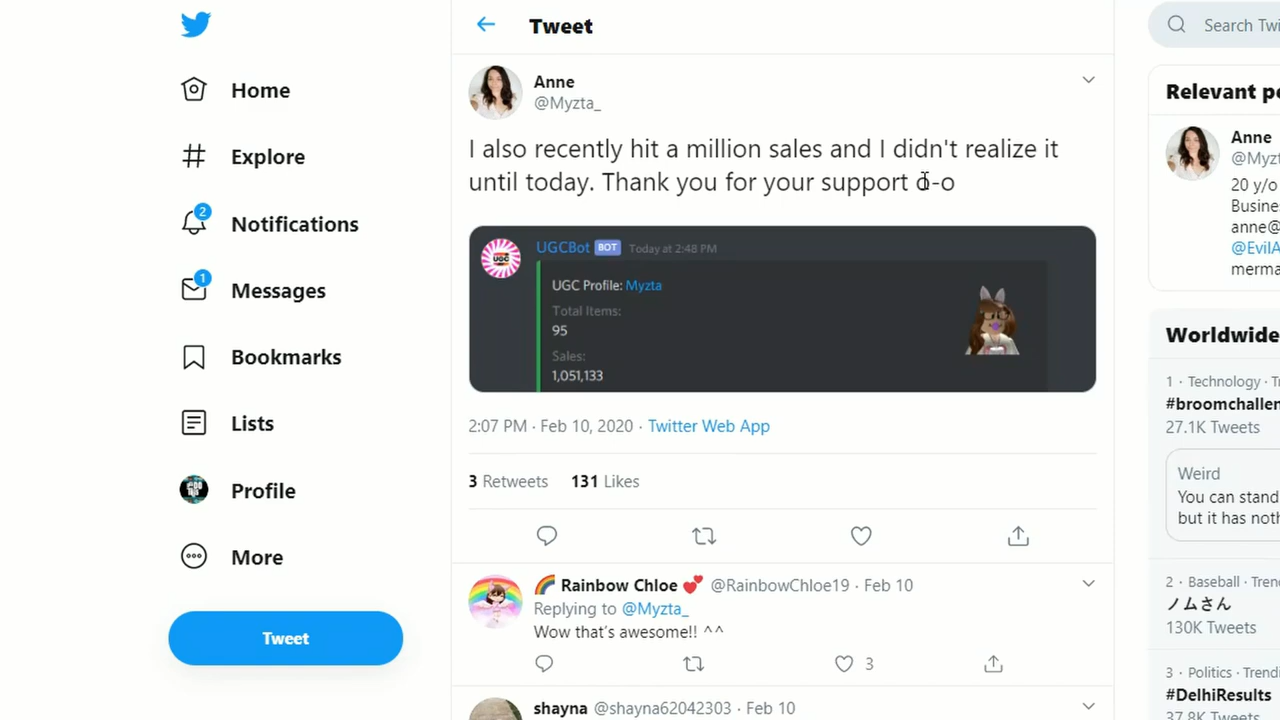 Tweet
Search Twi
Home
Explore
2
Notifications
1
Messages
Bookmarks
Lists
Profile
More
Tweet
Anne
@Myzta_
I also recently hit a million sales and I didn't realize it
until today. Thank you for your support o-o
UGCBot BOT Today at 2:48 PM
UGC
UGC Profile: Myzta
Total Items:
95
Sales:
1,051,133
2:07 PM · Feb 10, 2020 · Twitter Web App
3 Retweets 131 Likes
🌈 Rainbow Chloe 💕 @RainbowChloe19 · Feb 10
Replying to @Myzta_
Wow that's awesome!! ^^
3
shayna @shayna62042303 · Feb 10
Relevant pe
Anne
@Myzt
20 y/o
Busine
anne@
@EvilA
merma
Worldwide
1 · Technology · Tr
#broomchallen
27.1K Tweets
Weird
You can stand
but it has noth
2 · Baseball · Tren
ノムさん
130K Tweets
3 · Politics · Trendi
#DelhiResults
37.8K Tweets